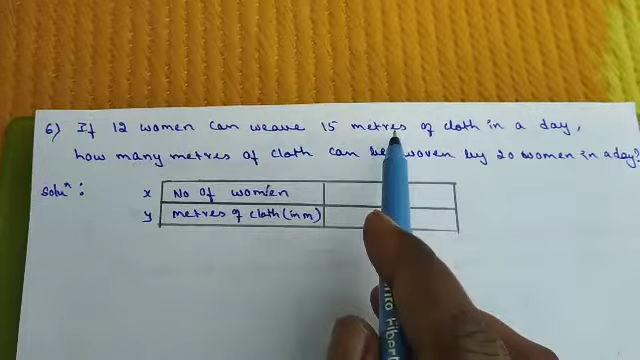 6) If 12 women can weave 15 metres of cloth in a day,
how many metres of cloth can be woven by 20 women in a day?
Soluⁿ :
x No of women
y metres of cloth (in m)